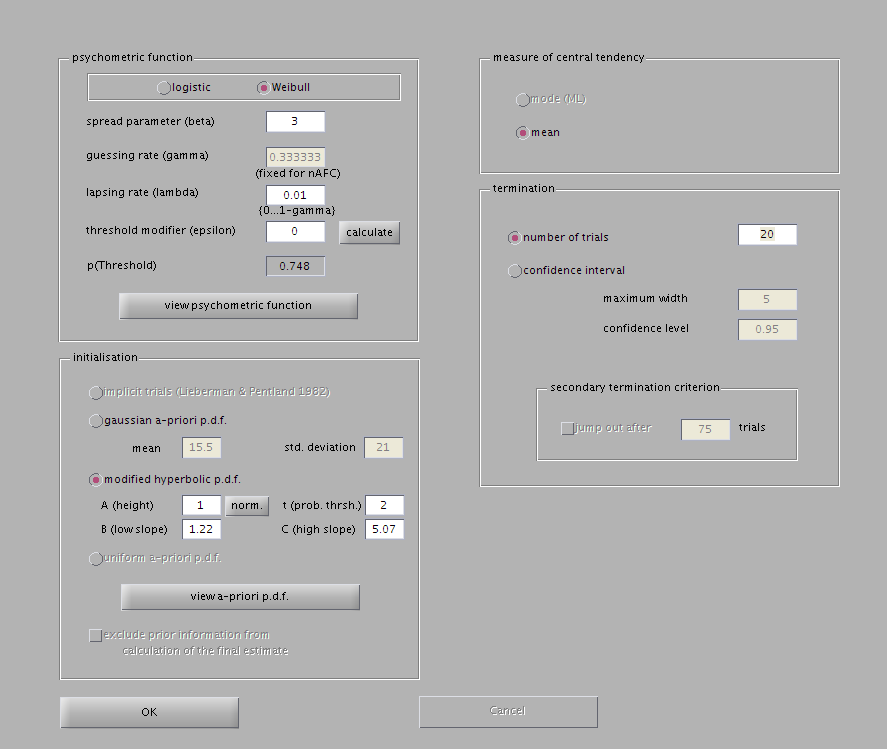 psychometric function
logistic Weibull
spread parameter (beta) 3
guessing rate (gamma) 0.333333
(fixed for nAFC)
lapsing rate (lambda) 0.01
{0...1-gamma}
threshold modifier (epsilon) 0 calculate
p(Threshold) 0.748
view psychometric function
initialisation
implicit trials (Lieberman & Pentland 1982)
gaussian a-priori p.d.f.
mean 15.5 std. deviation 21
modified hyperbolic p.d.f.
A (height) 1 norm. t (prob. thrsh.) 2
B (low slope) 1.22 C (high slope) 5.07
uniform a-priori p.d.f.
view a-priori p.d.f.
exclude prior information from
calculation of the final estimate
measure of central tendency
mode (ML)
mean
termination
number of trials 20
confidence interval
maximum width 5
confidence level 0.95
secondary termination criterion
jump out after 75 trials
OK Cancel